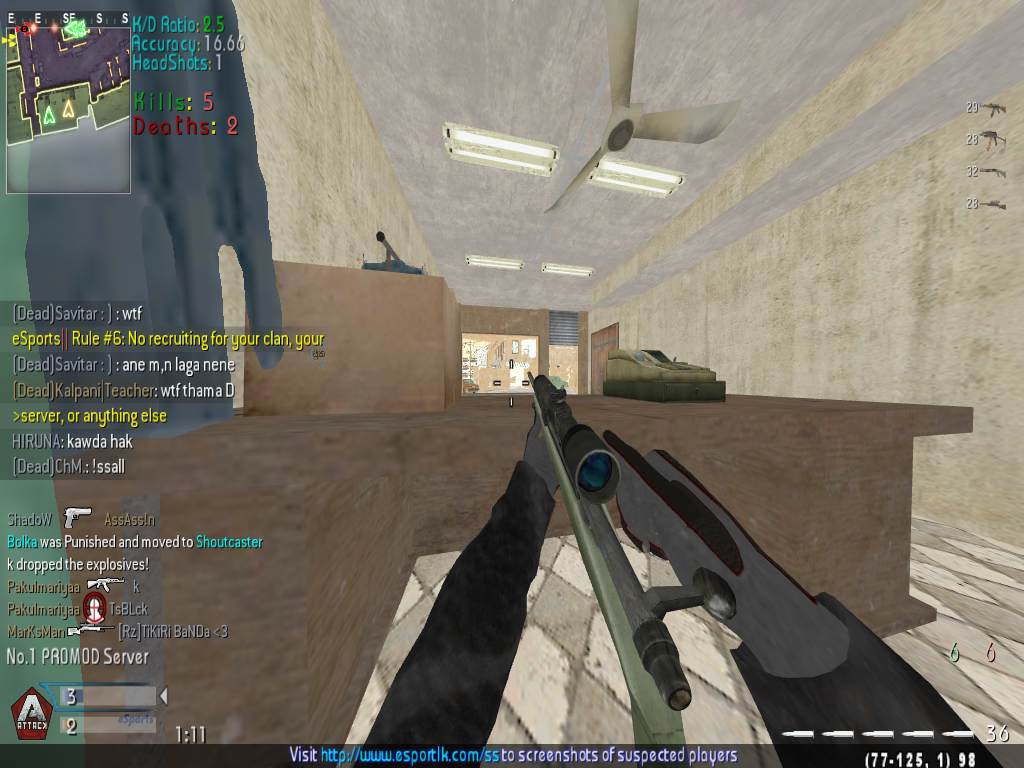 E E SE S S
K/D Ratio: 2.5
Accuracy: 16.66
HeadShots: 1
Kills: 5
Deaths: 2
29
28
32
28
(Dead)Savitar : ) : wtf
eSports|| Rule #6: No recruiting for your clan, your
(Dead)Savitar : ) : ane m,n laga nene
(Dead)Kalpani|Teacher: wtf thama D
>server, or anything else
HIRUNA: kawda hak
(Dead)ChM.: !ssall
ShadoW AssAssIn
Bolka was Punished and moved to Shoutcaster
k dropped the explosives!
Pakulmariyaa k
Pakulmariyaa TsBLck
MarKsMan [Rz]TiKiRi BaNDa <3
No.1 PROMOD Server
6 6
ATTACK
3
2 eSports
1:11
36
Visit http://www.esportlk.com/ss to screenshots of suspected players
(77-125, 1) 98